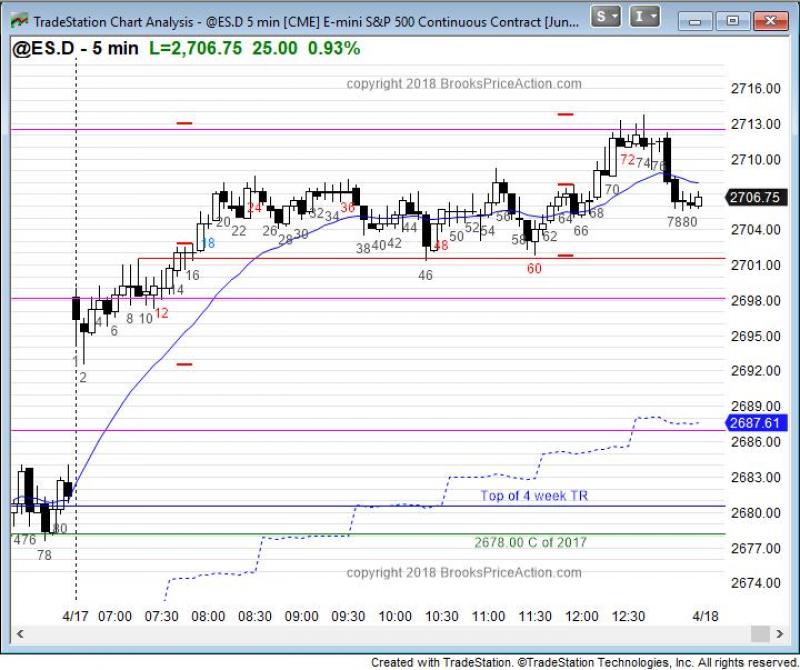 TradeStation Chart Analysis - @ES.D 5 min [CME] E-mini S&P 500 Continuous Contract [Jun...
S I
@ES.D - 5 min L=2,706.75 25.00 0.93%
copyright 2018 BrooksPriceAction.com
2716.00
2713.00
2710.00
2706.75
2704.00
2701.00
2698.00
2695.00
2692.00
2689.00
2687.61
2686.00
2683.00
2680.00
2677.00
2674.00
1 2 4 6 8 10 12 14 16 18 20 22 24 26 28 30 32 34 36 38 40 42 44 46 48 50 52 54 56 58 60 62 64 66 68 70 72 74 76 78 80
476 78 80
Top of 4 week TR
2678.00 C of 2017
copyright 2018 BrooksPriceAction.com
4/17 07:00 07:30 08:00 08:30 09:00 09:30 10:00 10:30 11:00 11:30 12:00 12:30 4/18
Created with TradeStation. ©TradeStation Technologies, Inc. All rights reserved.